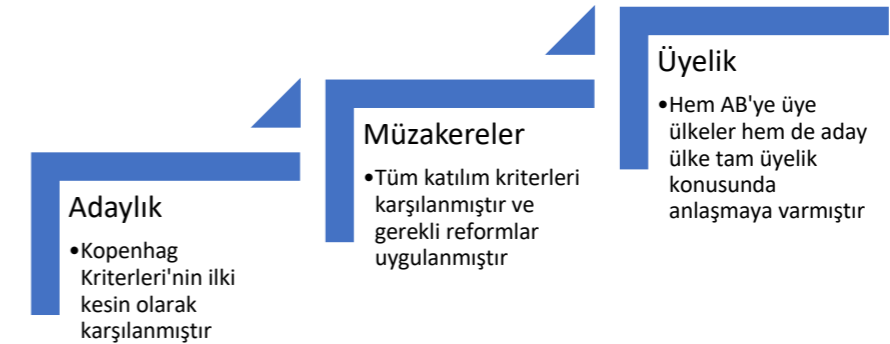 Adaylık
•Kopenhag
Kriterleri'nin ilki
kesin olarak
karşılanmıştır
Müzakereler
•Tüm katılım kriterleri
karşılanmıştır ve
gerekli reformlar
uygulanmıştır
Üyelik
•Hem AB'ye üye
ülkeler hem de aday
ülke tam üyelik
konusunda
anlaşmaya varmıştır